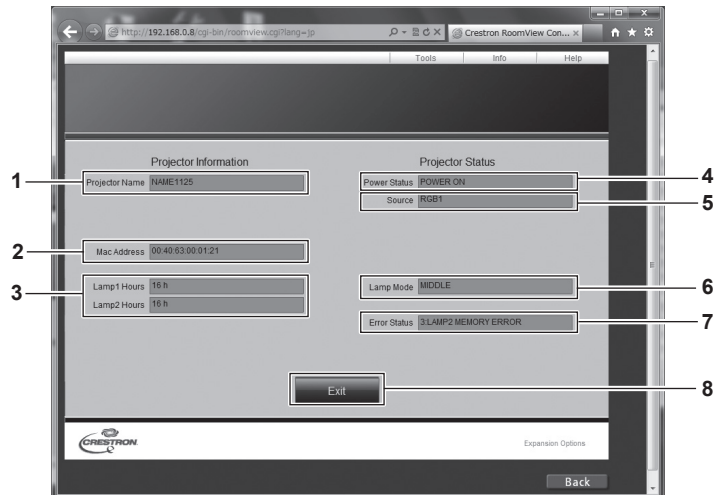 http://192.168.0.8/cgi-bin/roomview.cgi?lang=jp
Crestron RoomView Con...
Tools Info Help
Projector Information
Projector Status
1
Projector Name NAME1125
Power Status POWER ON
4
Source RGB1
5
2
Mac Address 00:40:63:00:01:21
3
Lamp1 Hours 16 h
Lamp2 Hours 16 h
Lamp Mode MIDDLE
6
Error Status 3:LAMP2 MEMORY ERROR
7
Exit
8
CRESTRON
Expansion Options
Back